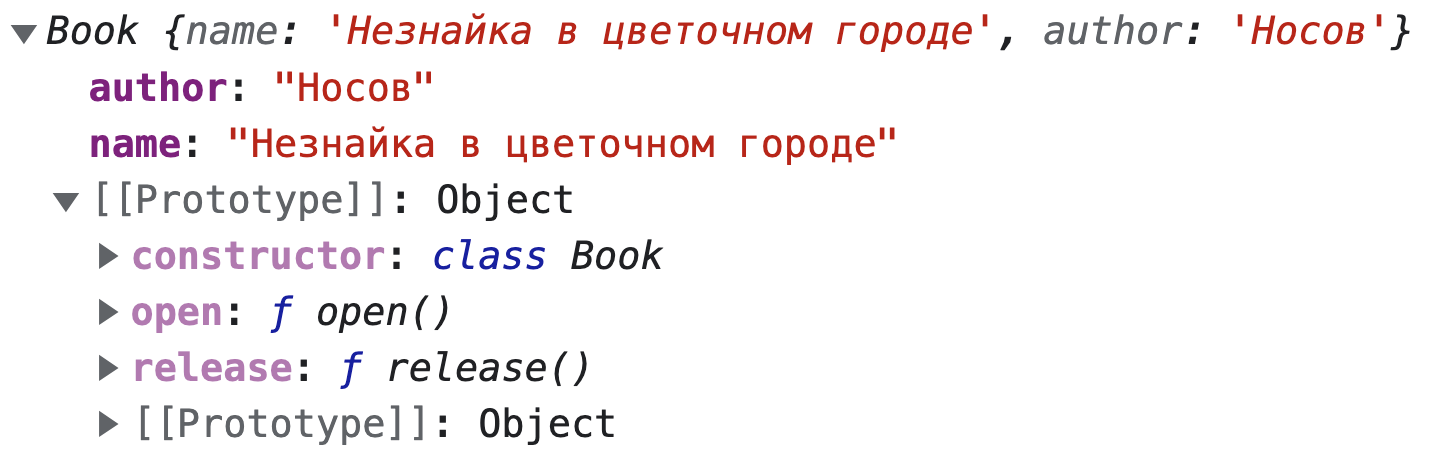 ▼Book {name: 'Незнайка в цветочном городе', author: 'Носов'}
author: "Носов"
name: "Незнайка в цветочном городе"
▼[[Prototype]]: Object
▶constructor: class Book
▶open: ƒ open()
▶release: ƒ release()
▶[[Prototype]]: Object